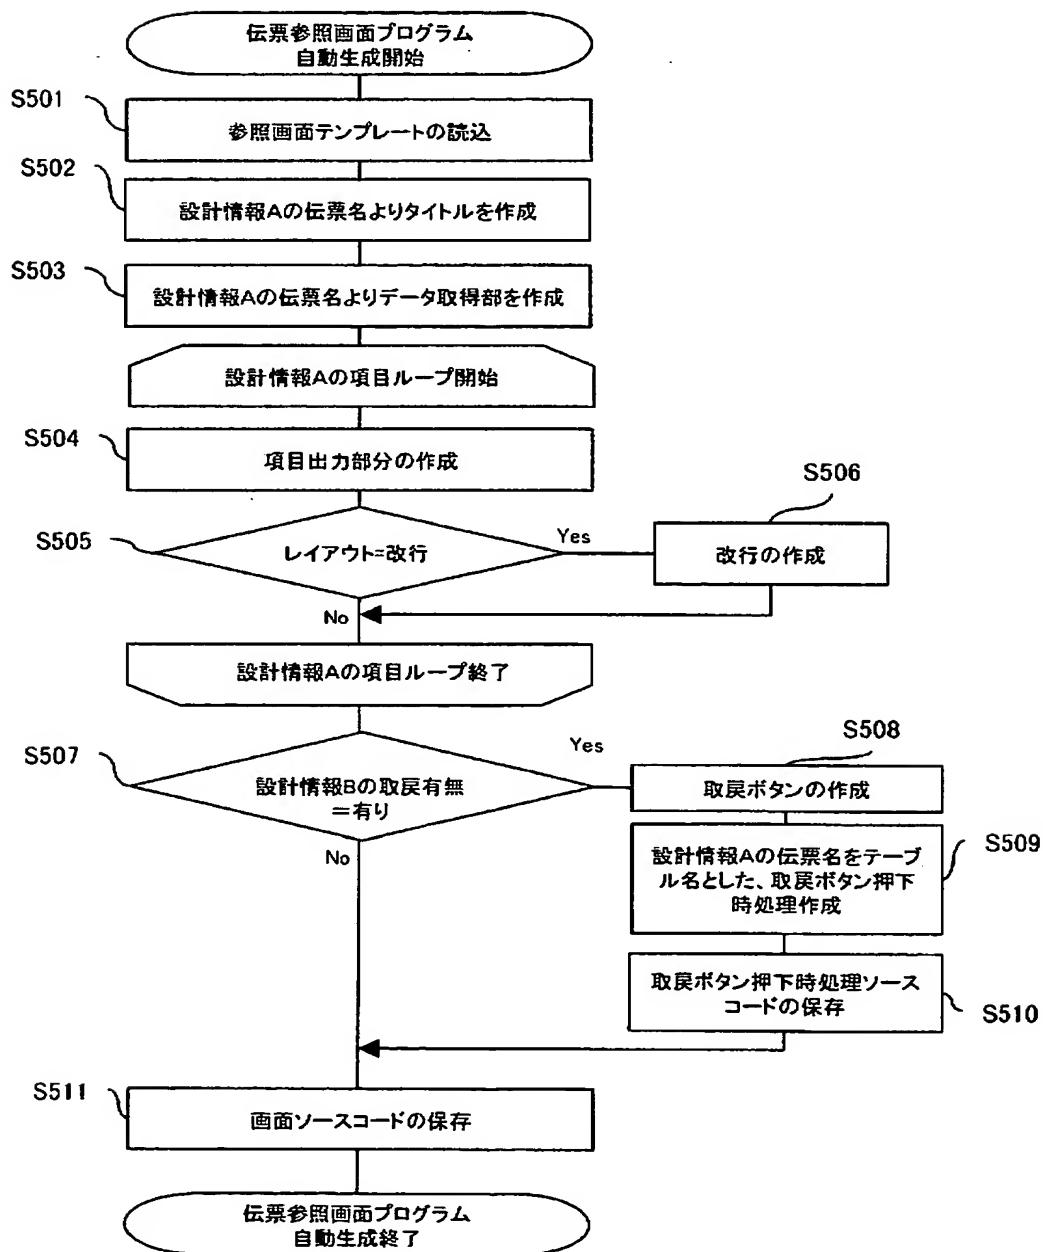 伝票参照画面プログラム
自動生成開始
S501
参照画面テンプレートの読込
S502
設計情報Aの伝票名よりタイトルを作成
S503
設計情報Aの伝票名よりデータ取得部を作成
設計情報Aの項目ループ開始
S504
項目出力部分の作成
S505
レイアウト=改行
Yes
S506
改行の作成
No
設計情報Aの項目ループ終了
S507
設計情報Bの取戻有無
=有り
Yes
S508
取戻ボタンの作成
No
設計情報Aの伝票名をテーブ
ル名とした、取戻ボタン押下
時処理作成
S509
取戻ボタン押下時処理ソース
コードの保存
S510
S511
画面ソースコードの保存
伝票参照画面プログラム
自動生成終了